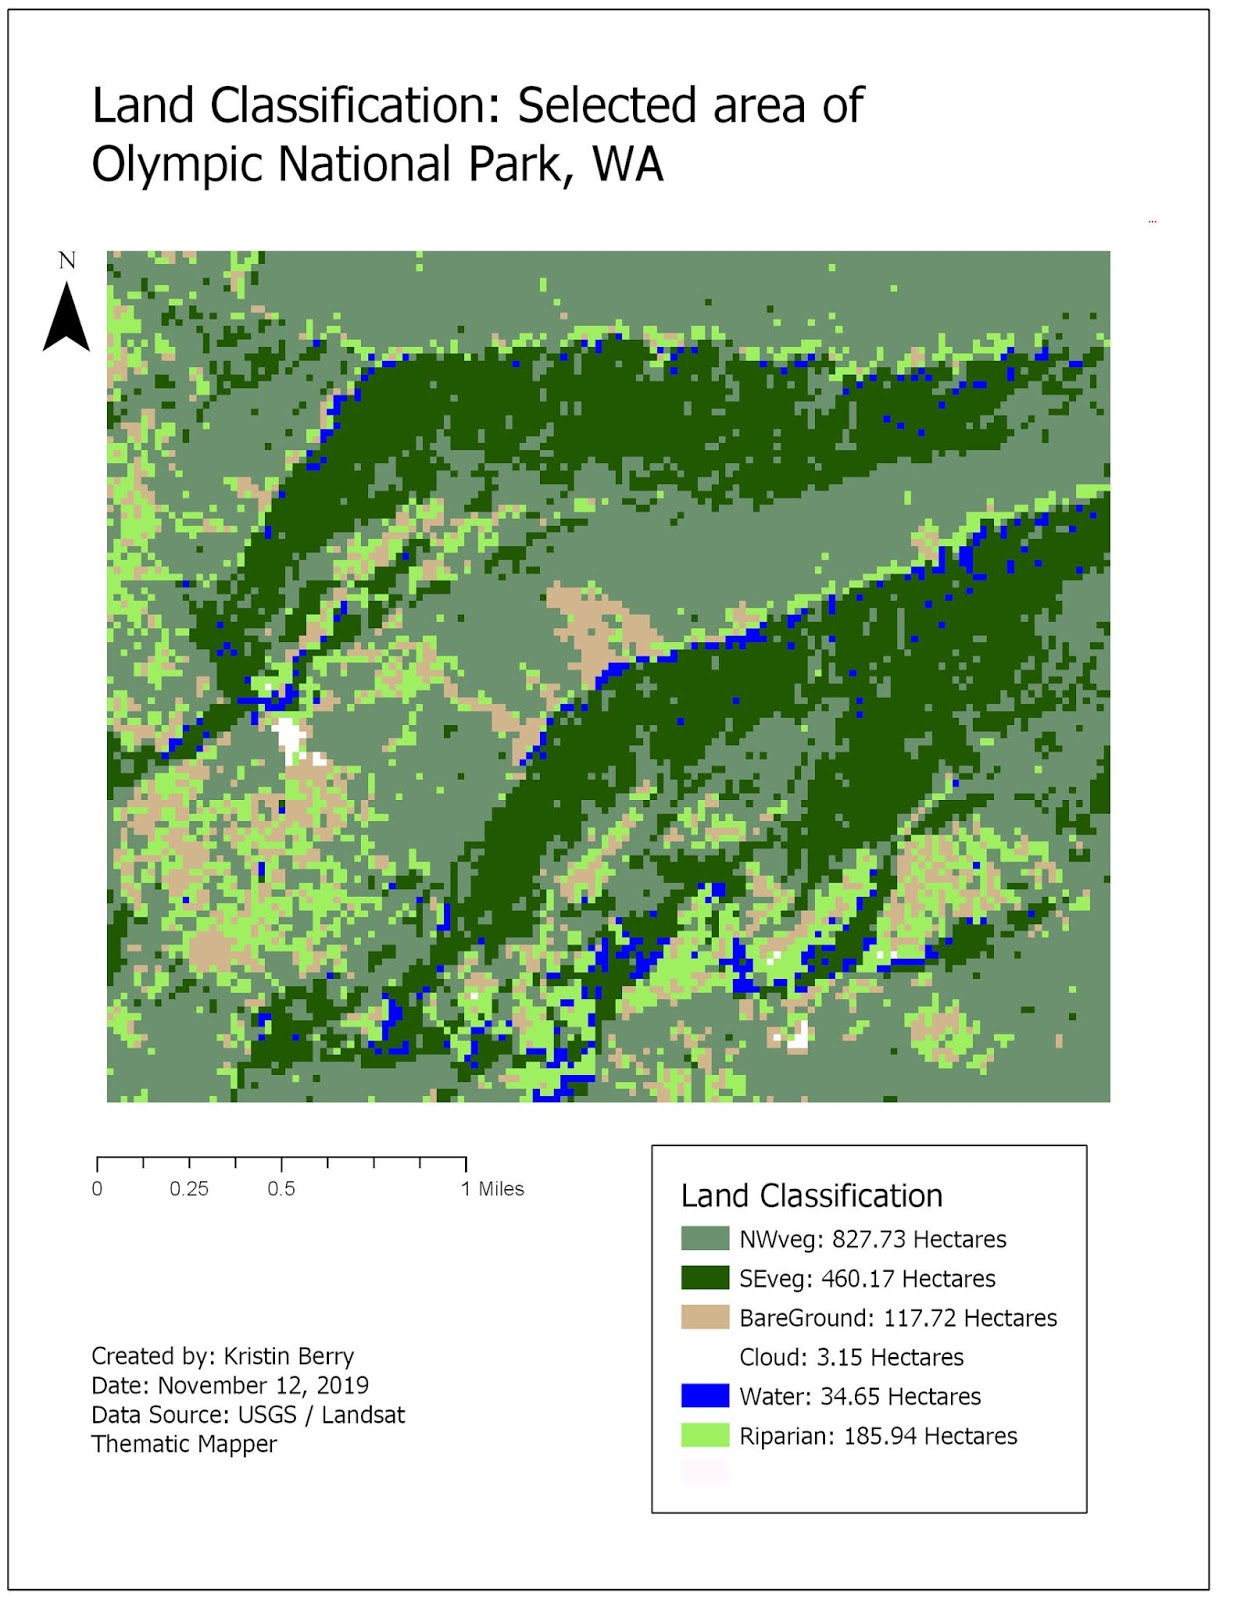 Land Classification: Selected area of
Olympic National Park, WA
...
N
0 0.25 0.5 1 Miles
Land Classification
NWveg: 827.73 Hectares
SEveg: 460.17 Hectares
BareGround: 117.72 Hectares
Cloud: 3.15 Hectares
Water: 34.65 Hectares
Riparian: 185.94 Hectares
Created by: Kristin Berry
Date: November 12, 2019
Data Source: USGS / Landsat
Thematic Mapper